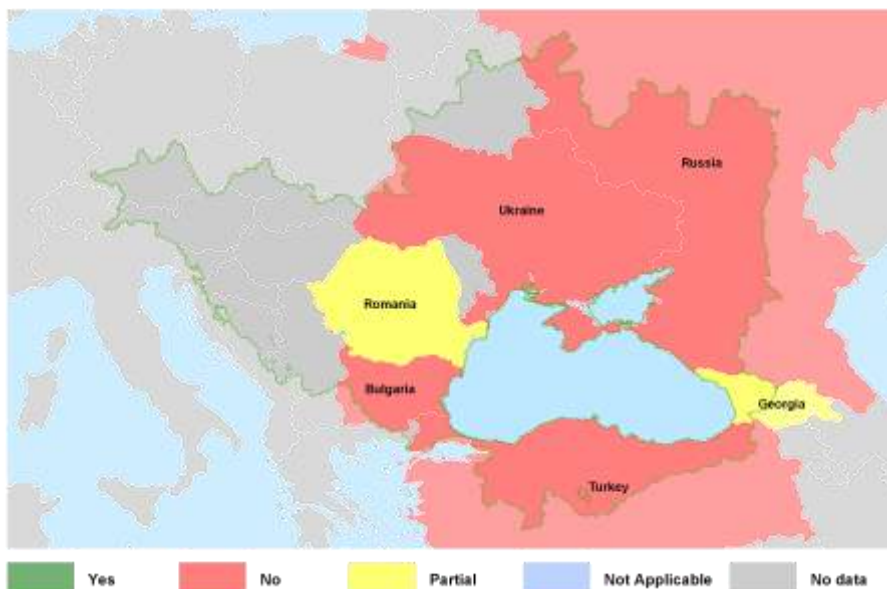 Russia
Ukraine
Romania
Bulgaria
Georgia
Turkey
Yes No Partial Not Applicable No data